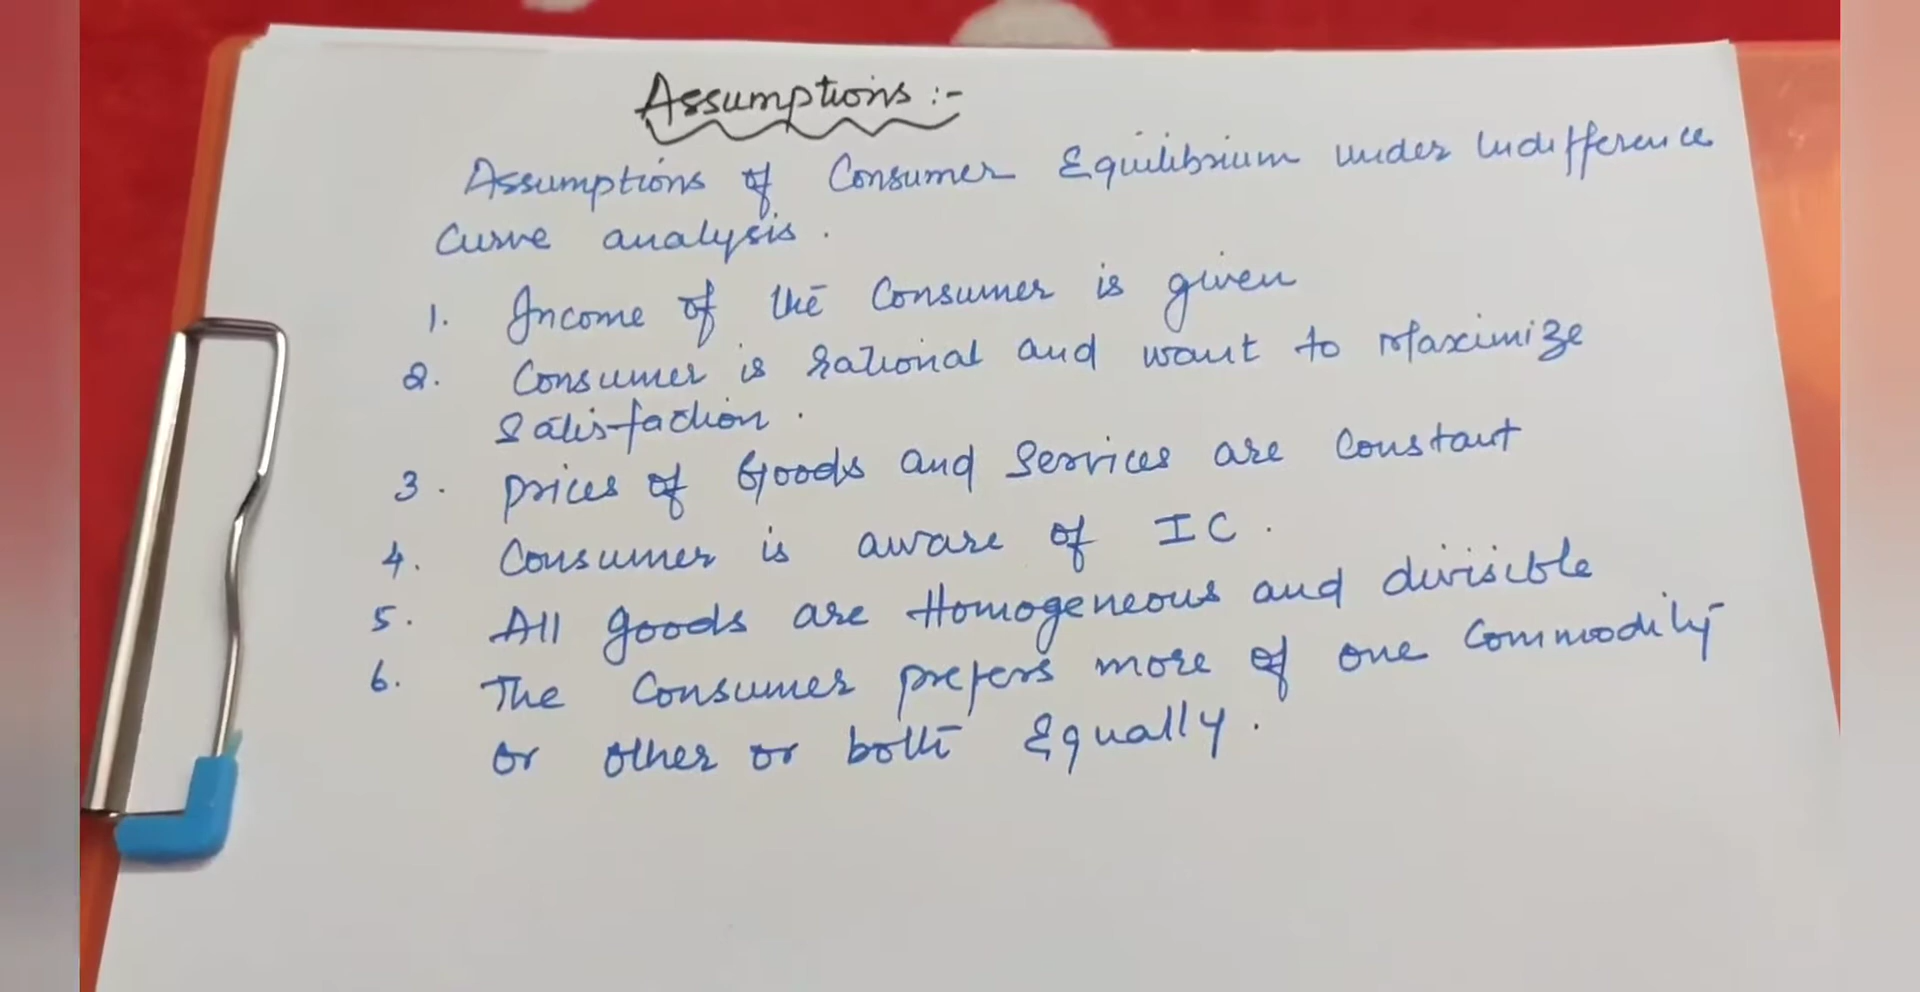 Assumptions :-
Assumptions of Consumer Equilibrium under Indifference
Curve analysis.
1. Income of the Consumer is given
2. Consumer is rational and want to Maximize
Satisfaction.
3. prices of Goods and Services are Constant
4. Consumer is aware of IC.
5. All goods are Homogeneous and divisible
6. The Consumer prefers more of one Commodity
or other or both Equally.